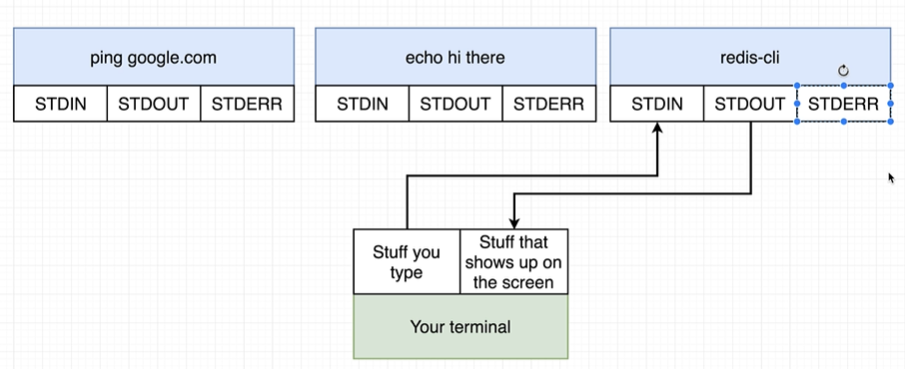 ping google.com
echo hi there
redis-cli
STDIN
STDOUT
STDERR
STDIN
STDOUT
STDERR
STDIN
STDOUT
STDERR
Stuff you
type
Stuff that
shows up on
the screen
Your terminal